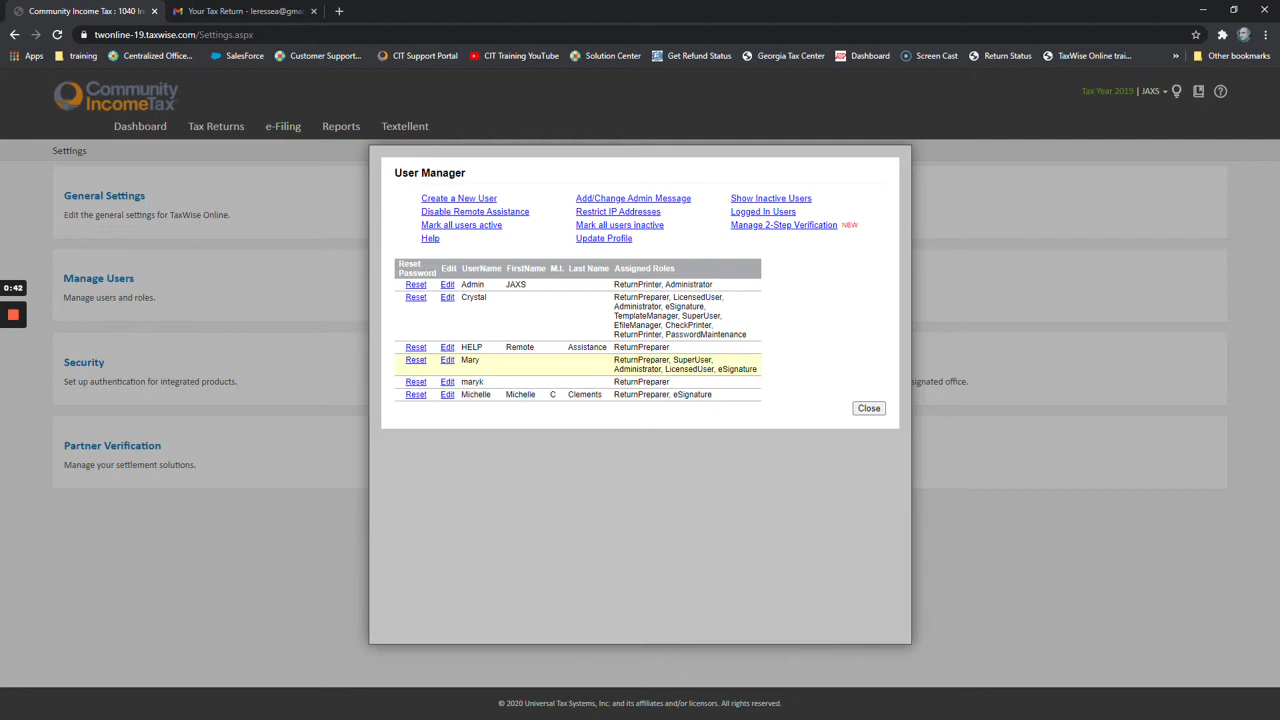 Community Income Tax : 1040 In
Your Tax Return - leressea@gmai
twonline-19.taxwise.com/Settings.aspx
Apps
training
Centralized Office...
SalesForce
Customer Support...
CIT Support Portal
CIT Training YouTube
Solution Center
Get Refund Status
Georgia Tax Center
Dashboard
Screen Cast
Return Status
TaxWise Online trai...
»
Other bookmarks
Community
IncomeTax
Tax Year 2019 | JAXS
Dashboard
Tax Returns
e-Filing
Reports
Textellent
Settings
General Settings
Edit the general settings for TaxWise Online.
Manage Users
Manage users and roles.
Security
Set up authentication for integrated products.
signated office.
Partner Verification
Manage your settlement solutions.
0:42
User Manager
Create a New User
Add/Change Admin Message
Show Inactive Users
Disable Remote Assistance
Restrict IP Addresses
Logged In Users
Mark all users active
Mark all users inactive
Manage 2-Step Verification NEW
Help
Update Profile
Reset Password Edit UserName FirstName M.I. Last Name Assigned Roles
Reset Edit Admin JAXS ReturnPrinter, Administrator
Reset Edit Crystal ReturnPreparer, LicensedUser,
Administrator, eSignature,
TemplateManager, SuperUser,
EfileManager, CheckPrinter,
ReturnPrinter, PasswordMaintenance
Reset Edit HELP Remote Assistance ReturnPreparer
Reset Edit Mary ReturnPreparer, SuperUser,
Administrator, LicensedUser, eSignature
Reset Edit maryk ReturnPreparer
Reset Edit Michelle Michelle C Clements ReturnPreparer, eSignature
Close
© 2020 Universal Tax Systems, Inc. and its affiliates and/or licensors. All rights reserved.